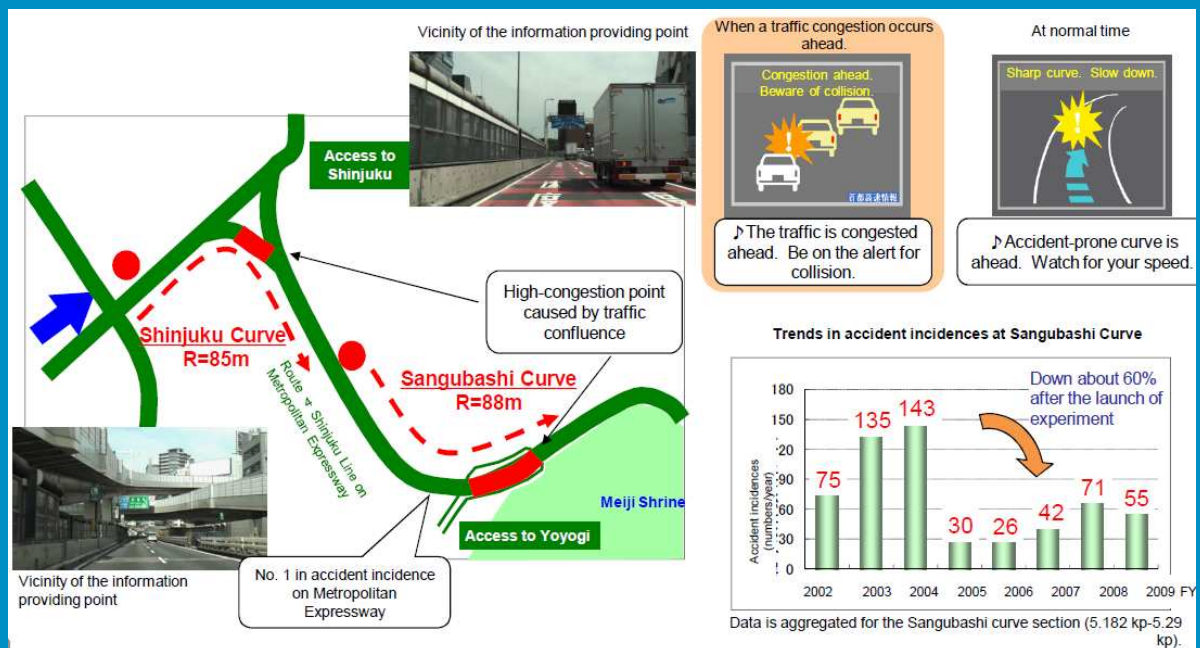 Vicinity of the information providing point
When a traffic congestion occurs
ahead.
At normal time
Congestion ahead.
Beware of collision.
首都高速情報
Sharp curve. Slow down.
♪The traffic is congested
ahead. Be on the alert for
collision.
♪Accident-prone curve is
ahead. Watch for your speed.
Access to
Shinjuku
High-congestion point
caused by traffic
confluence
Shinjuku Curve
R=85m
Route 4 Shinjuku Line on
Metropolitan Expressway
Sangubashi Curve
R=88m
Meiji Shrine
Access to Yoyogi
No. 1 in accident incidence
on Metropolitan
Expressway
Vicinity of the information
providing point
Trends in accident incidences at Sangubashi Curve
Down about 60%
after the launch of
experiment
Accident incidences
(numbers/year)
180
150
120
90
60
30
0
75
135
143
30
26
42
71
55
2002 2003 2004 2005 2006 2007 2008 2009 FY
Data is aggregated for the Sangubashi curve section (5.182 kp-5.29
kp).